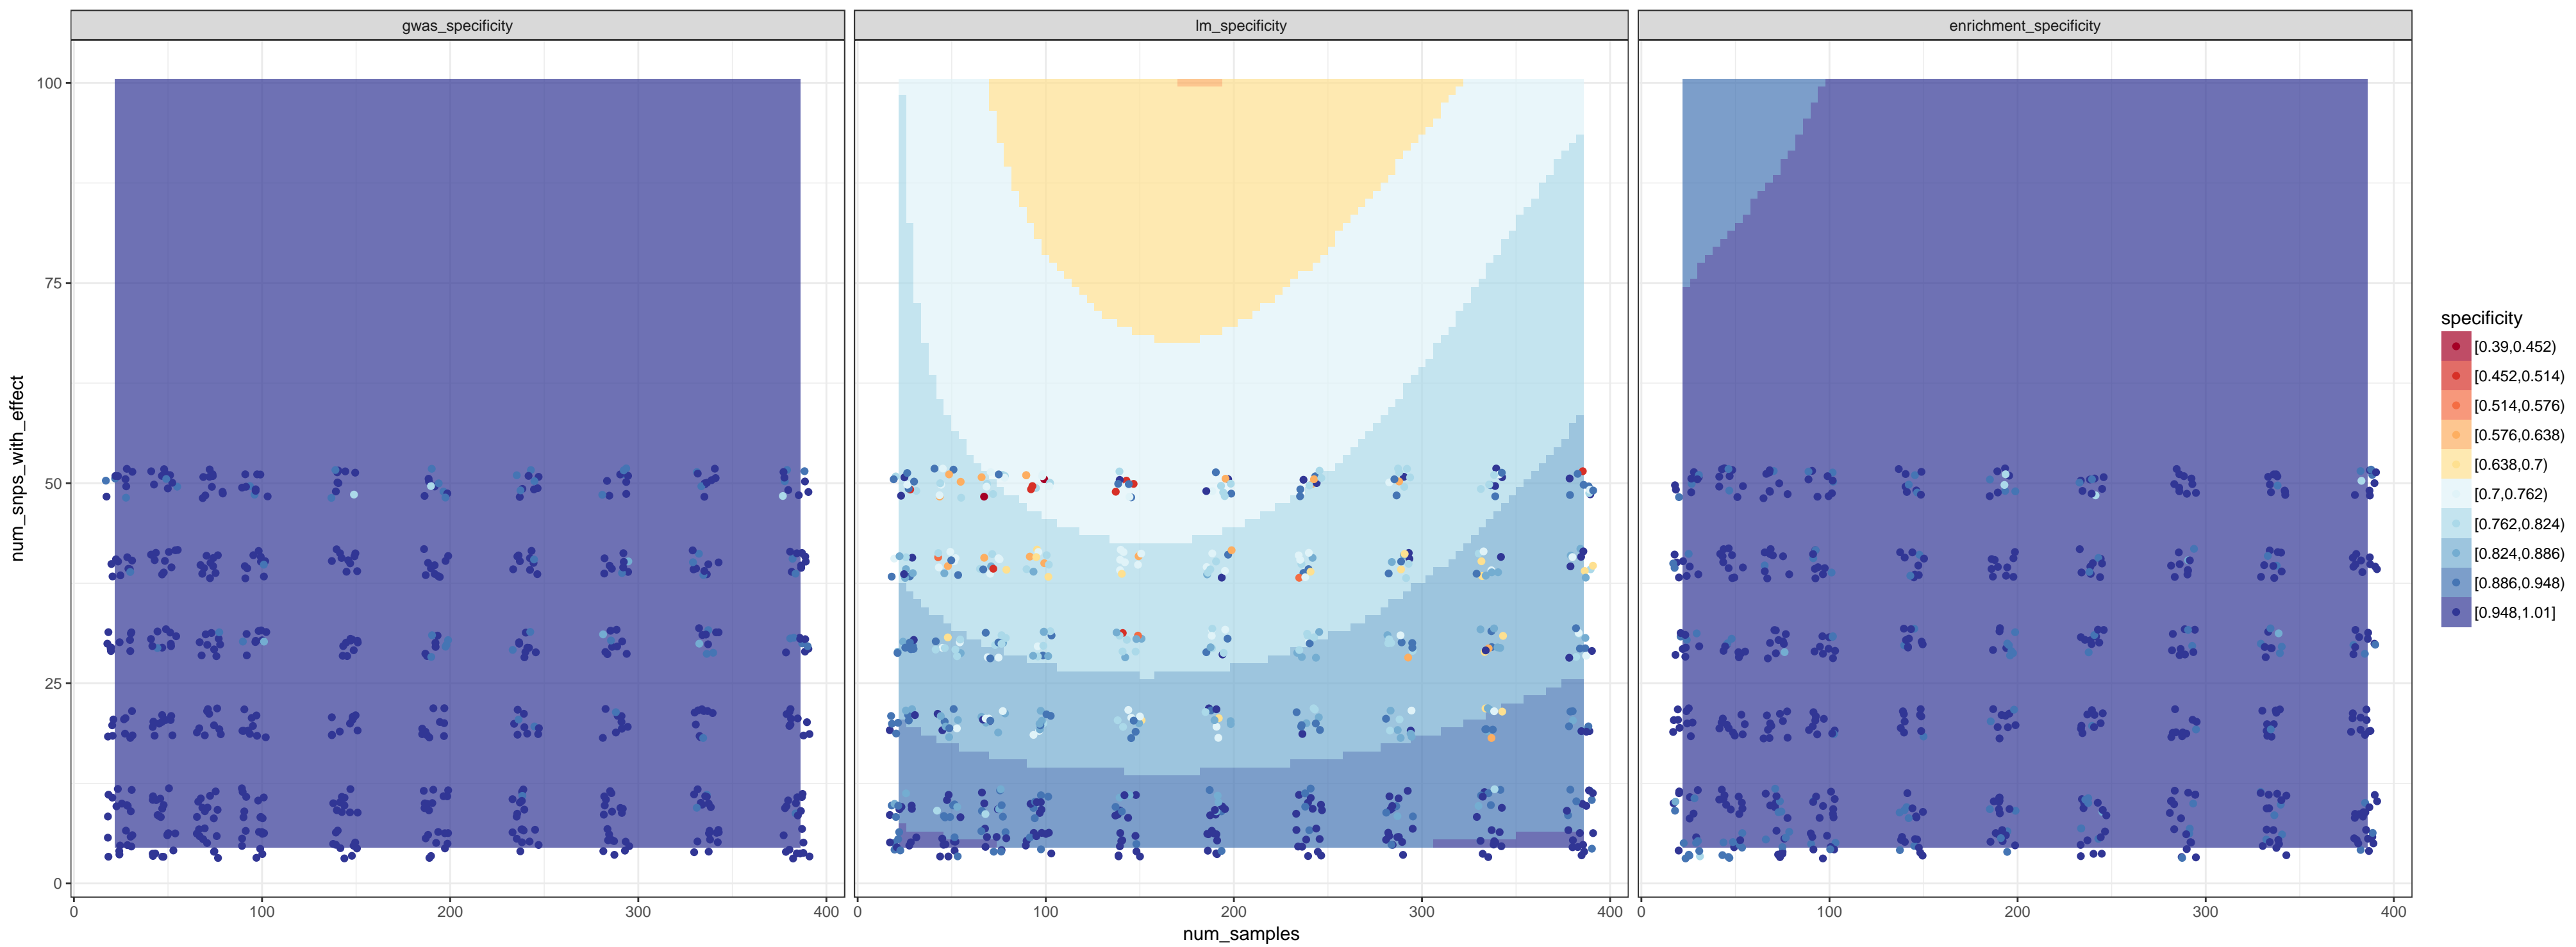 gwas_specificity
lm_specificity
enrichment_specificity
100
75
50
25
0
num_snps_with_effect
0 100 200 300 400
0 100 200 300 400
0 100 200 300 400
num_samples
specificity
[0.39,0.452)
[0.452,0.514)
[0.514,0.576)
[0.576,0.638)
[0.638,0.7)
[0.7,0.762)
[0.762,0.824)
[0.824,0.886)
[0.886,0.948)
[0.948,1.01]